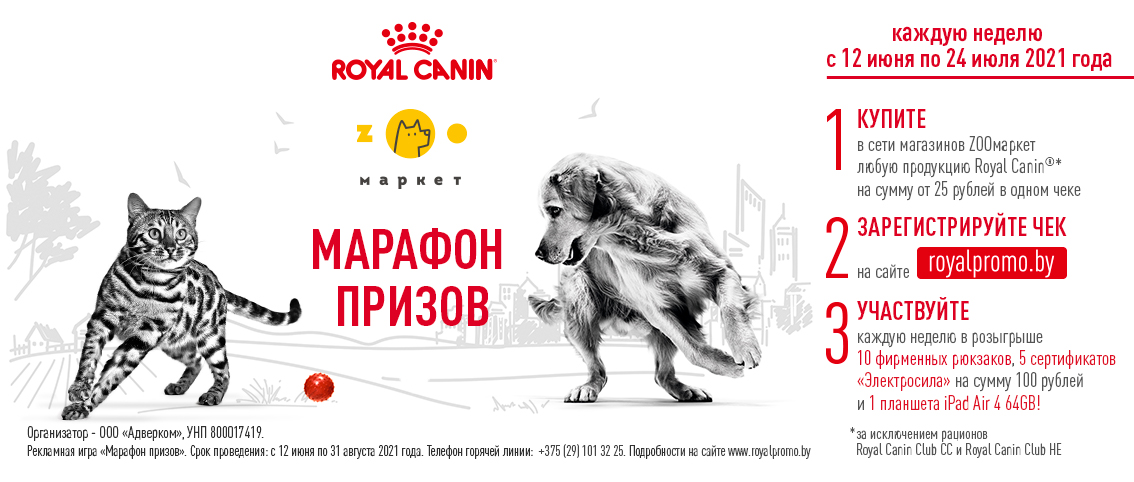 ROYAL CANIN®
ZOO
маркет
МАРАФОН
ПРИЗОВ
каждую неделю
с 12 июня по 24 июля 2021 года
1 КУПИТЕ
в сети магазинов ZOOмаркет
любую продукцию Royal Canin®*
на сумму от 25 рублей в одном чеке
2 ЗАРЕГИСТРИРУЙТЕ ЧЕК
на сайте royalpromo.by
3 УЧАСТВУЙТЕ
каждую неделю в розыгрыше
10 фирменных рюкзаков, 5 сертификатов
«Электросила» на сумму 100 рублей
и 1 планшета iPad Air 4 64GB!
*за исключением рационов
Royal Canin Club CC и Royal Canin Club HE
Организатор - ООО «Адверком», УНП 800017419.
Рекламная игра «Марафон призов». Срок проведения: с 12 июня по 31 августа 2021 года. Телефон горячей линии: +375 (29) 101 32 25. Подробности на сайте www.royalpromo.by